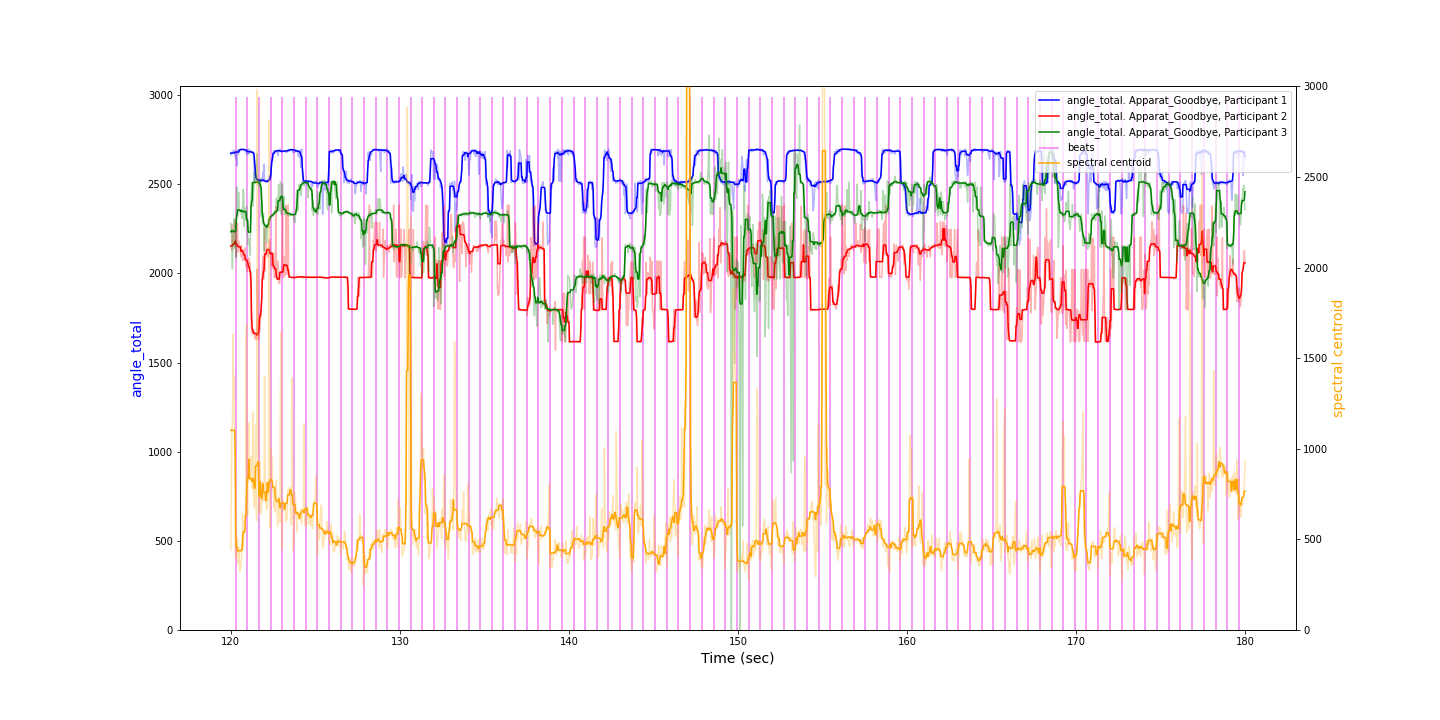 3000
2500
2000
1500
1000
500
0
angle_total
120
130
140
150
160
170
180
Time (sec)
3000
2500
2000
1500
1000
500
0
spectral centroid
angle_total. Apparat_Goodbye, Participant 1
angle_total. Apparat_Goodbye, Participant 2
angle_total. Apparat_Goodbye, Participant 3
beats
spectral centroid